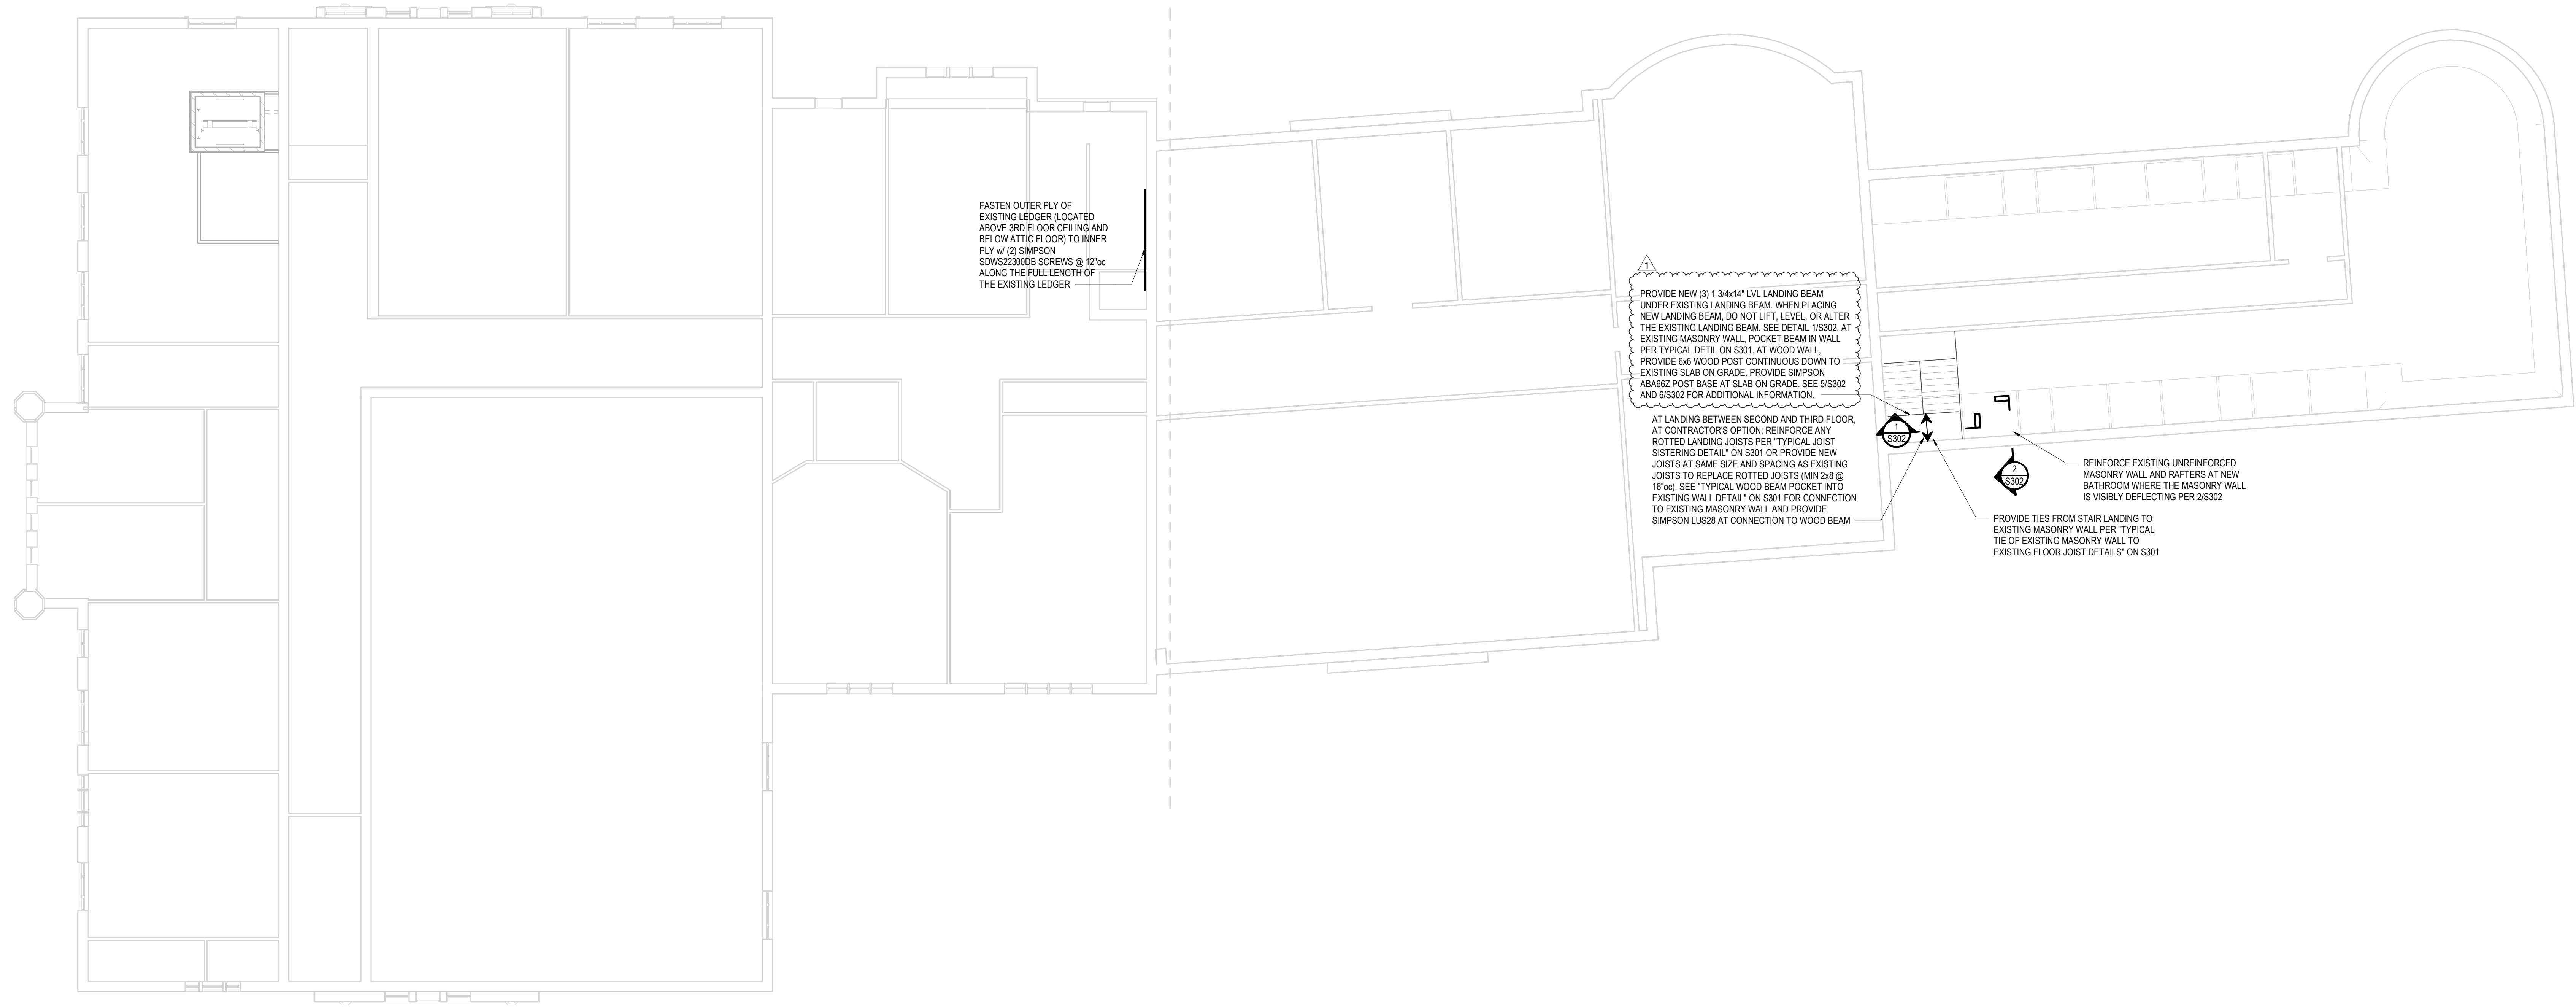 FASTEN OUTER PLY OF
EXISTING LEDGER (LOCATED
ABOVE 3RD FLOOR CEILING AND
BELOW ATTIC FLOOR) TO INNER
PLY w/ (2) SIMPSON
SDWS22300DB SCREWS @ 12"oc
ALONG THE FULL LENGTH OF
THE EXISTING LEDGER
1
PROVIDE NEW (3) 1 3/4x14" LVL LANDING BEAM
UNDER EXISTING LANDING BEAM. WHEN PLACING
NEW LANDING BEAM, DO NOT LIFT, LEVEL, OR ALTER
THE EXISTING LANDING BEAM. SEE DETAIL 1/S302. AT
EXISTING MASONRY WALL, POCKET BEAM IN WALL
PER TYPICAL DETIL ON S301. AT WOOD WALL,
PROVIDE 6x6 WOOD POST CONTINUOUS DOWN TO
EXISTING SLAB ON GRADE. PROVIDE SIMPSON
ABA66Z POST BASE AT SLAB ON GRADE. SEE 5/S302
AND 6/S302 FOR ADDITIONAL INFORMATION.
AT LANDING BETWEEN SECOND AND THIRD FLOOR,
AT CONTRACTOR'S OPTION: REINFORCE ANY
ROTTED LANDING JOISTS PER "TYPICAL JOIST
SISTERING DETAIL" ON S301 OR PROVIDE NEW
JOISTS AT SAME SIZE AND SPACING AS EXISTING
JOISTS TO REPLACE ROTTED JOISTS (MIN 2x8 @
16"oc). SEE "TYPICAL WOOD BEAM POCKET INTO
EXISTING WALL DETAIL" ON S301 FOR CONNECTION
TO EXISTING MASONRY WALL AND PROVIDE
SIMPSON LUS28 AT CONNECTION TO WOOD BEAM
1
S302
2
S302
REINFORCE EXISTING UNREINFORCED
MASONRY WALL AND RAFTERS AT NEW
BATHROOM WHERE THE MASONRY WALL
IS VISIBLY DEFLECTING PER 2/S302
PROVIDE TIES FROM STAIR LANDING TO
EXISTING MASONRY WALL PER "TYPICAL
TIE OF EXISTING MASONRY WALL TO
EXISTING FLOOR JOIST DETAILS" ON S301